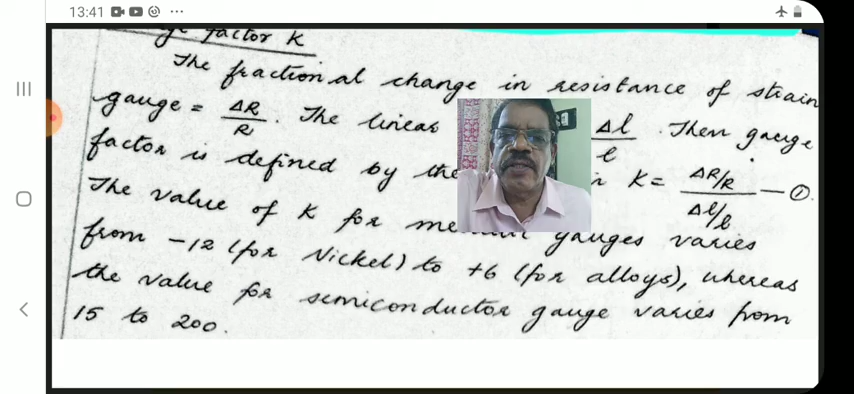 13:41
factor K
The fractional change in resistance of strain
gauge = ΔR/R. The linear Δl/l. Then gauge
factor is defined by the K = (ΔR/R)/(Δl/l) — ①.
The value of K for gauges varies
from -12 (for Nickel) to +6 (for alloys), whereas
the value for semiconductor gauge varies from
15 to 200.